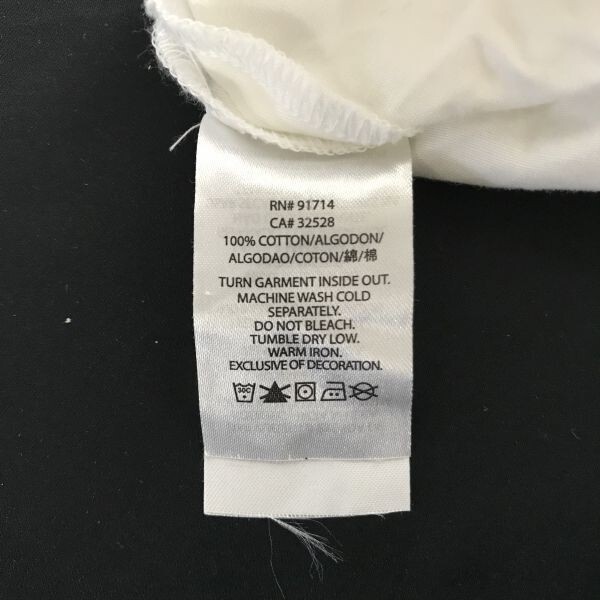 RN# 91714
CA# 32528
100% COTTON/ALGODON/
ALGODAO/COTON/綿/棉
TURN GARMENT INSIDE OUT.
MACHINE WASH COLD
SEPARATELY.
DO NOT BLEACH.
TUMBLE DRY LOW.
WARM IRON.
EXCLUSIVE OF DECORATION.
30C